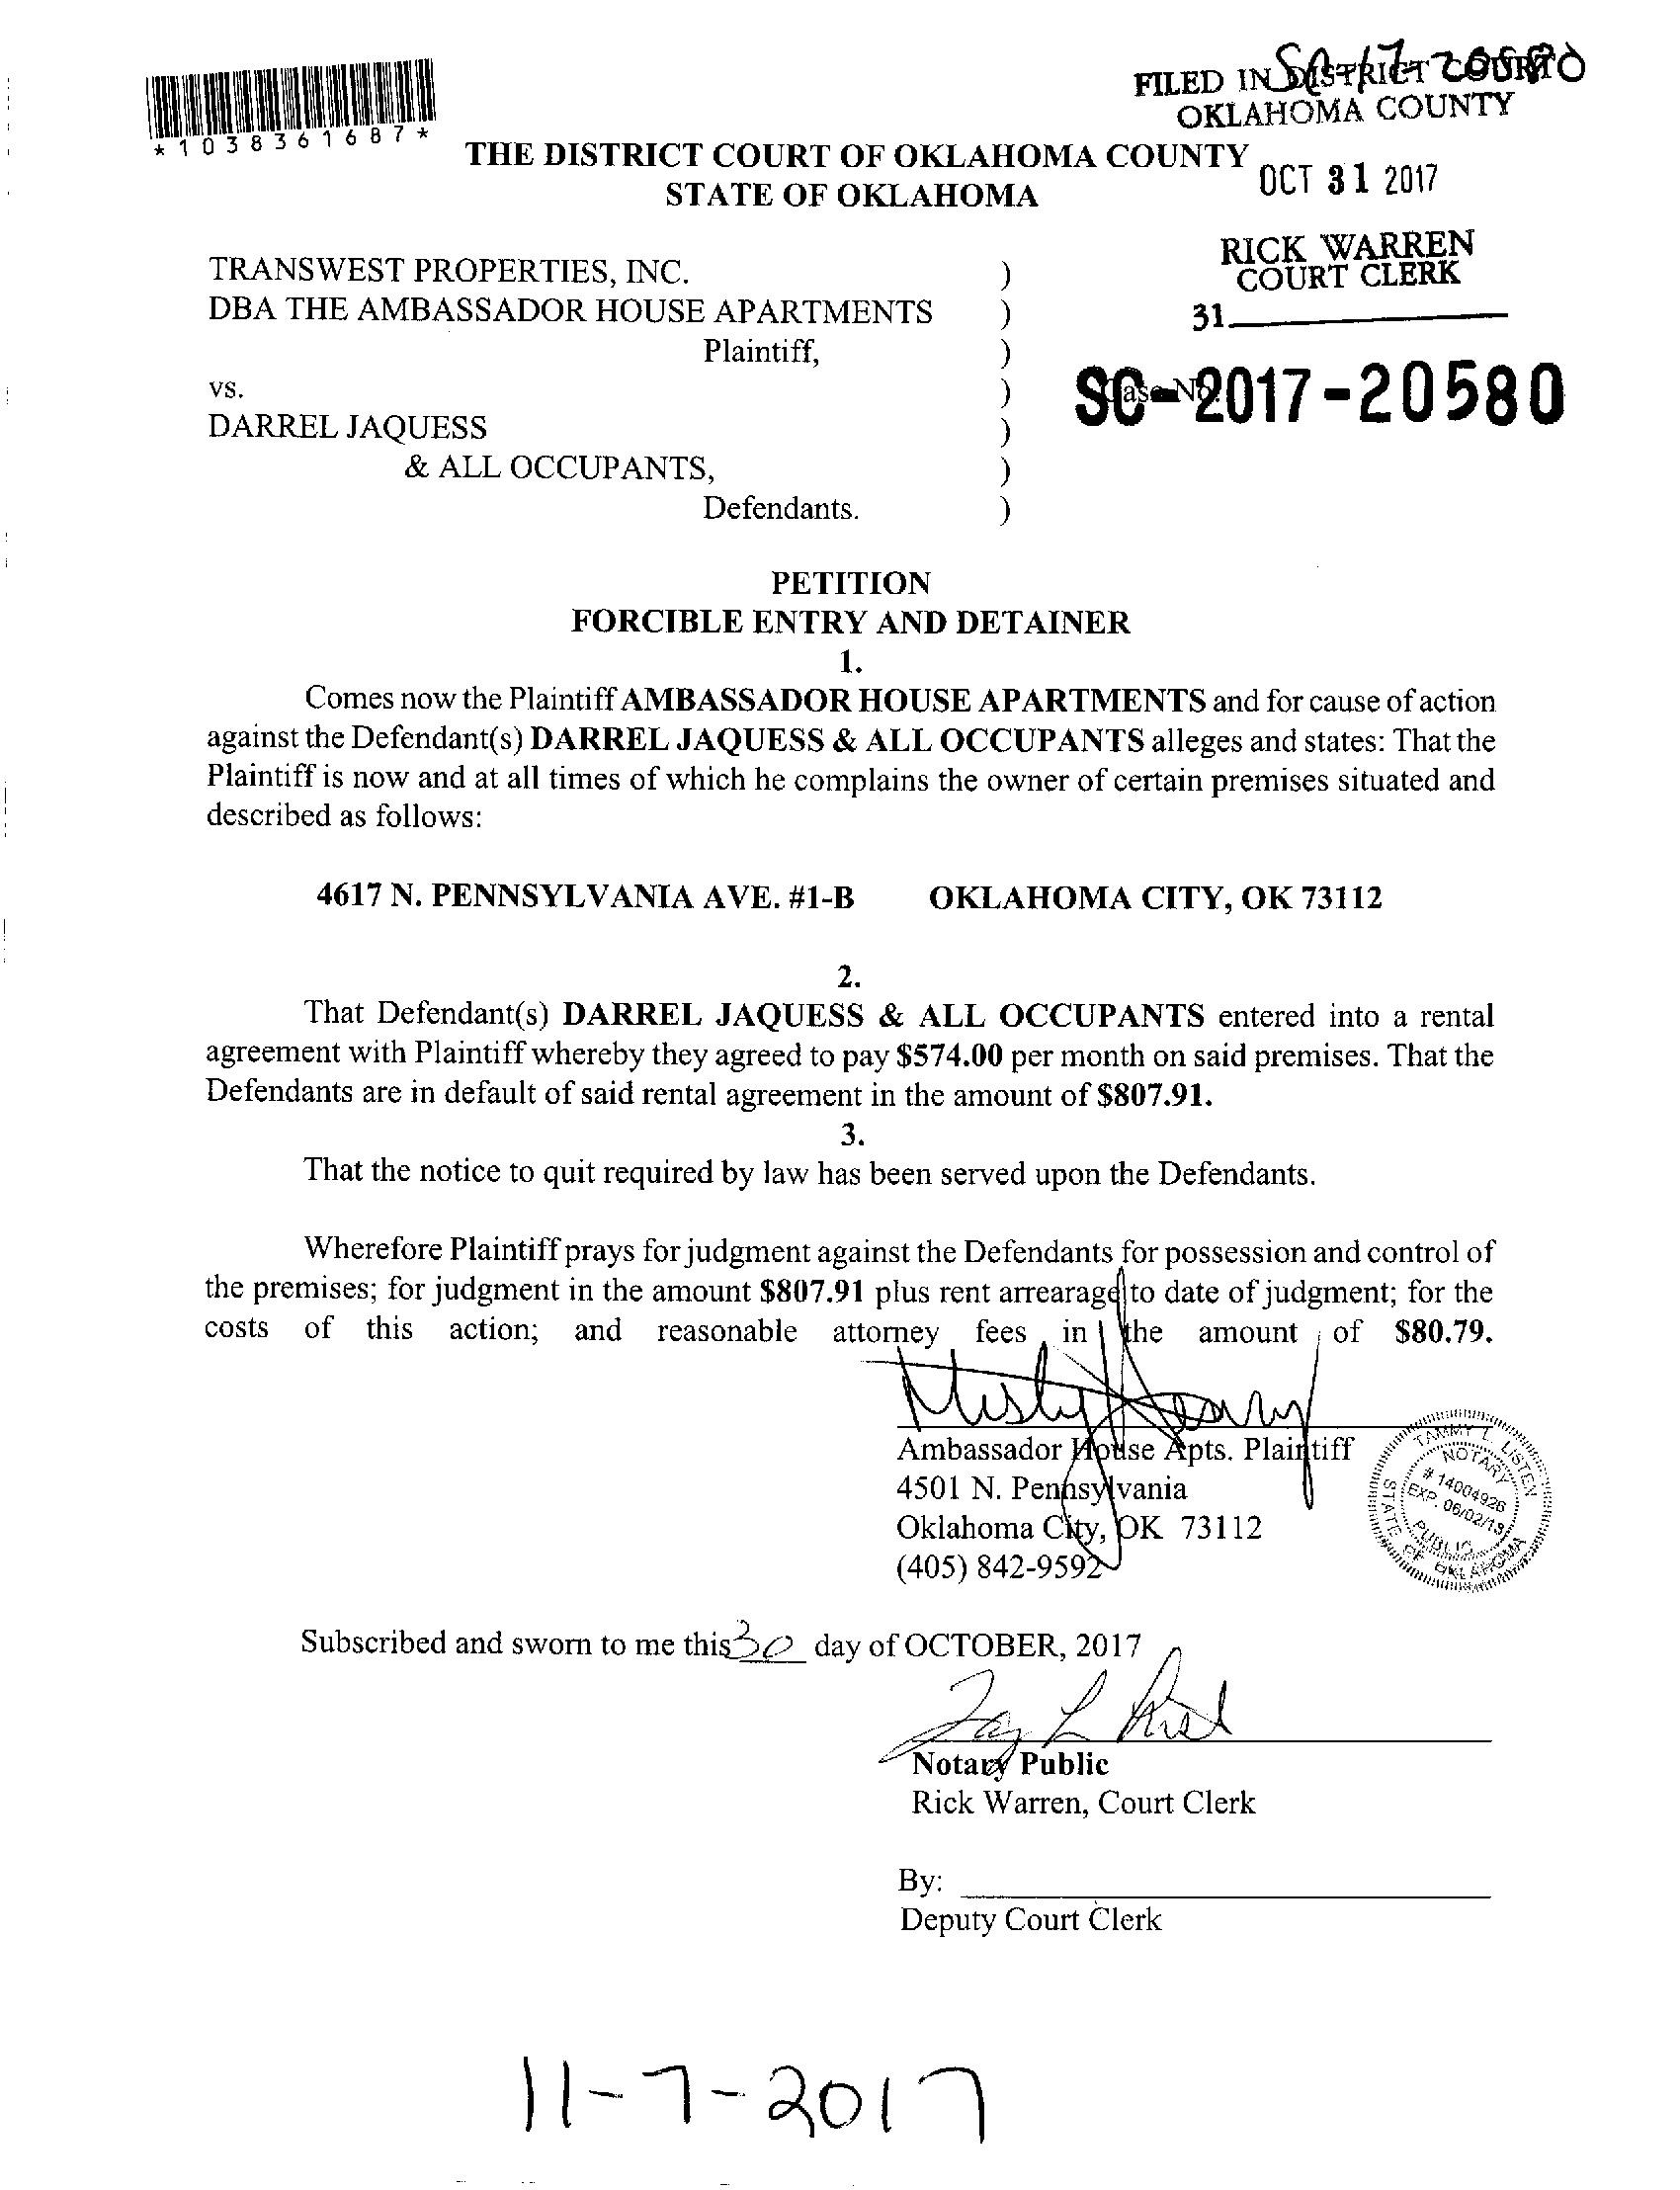 *1038361687*
FILED IN DISTRICT COURT
OKLAHOMA COUNTY
THE DISTRICT COURT OF OKLAHOMA COUNTY
STATE OF OKLAHOMA
OCT 31 2017
RICK WARREN
COURT CLERK
31
TRANSWEST PROPERTIES, INC. )
DBA THE AMBASSADOR HOUSE APARTMENTS )
Plaintiff, )
vs. )
Case No.
SC-2017-20580
DARREL JAQUESS )
& ALL OCCUPANTS, )
Defendants. )
PETITION
FORCIBLE ENTRY AND DETAINER
1.
Comes now the Plaintiff AMBASSADOR HOUSE APARTMENTS and for cause of action
against the Defendant(s) DARREL JAQUESS & ALL OCCUPANTS alleges and states: That the
Plaintiff is now and at all times of which he complains the owner of certain premises situated and
described as follows:
4617 N. PENNSYLVANIA AVE. #1-B OKLAHOMA CITY, OK 73112
2.
That Defendant(s) DARREL JAQUESS & ALL OCCUPANTS entered into a rental
agreement with Plaintiff whereby they agreed to pay $574.00 per month on said premises. That the
Defendants are in default of said rental agreement in the amount of $807.91.
3.
That the notice to quit required by law has been served upon the Defendants.
Wherefore Plaintiff prays for judgment against the Defendants for possession and control of
the premises; for judgment in the amount $807.91 plus rent arrearage to date of judgment; for the
costs of this action; and reasonable attorney fees in the amount of $80.79.
Ambassador House Apts. Plaintiff
4501 N. Pennsylvania
Oklahoma City, OK 73112
(405) 842-9592
TAMMY L. LISTEN
NOTARY
# 14004926
EXP. 06/02/18
PUBLIC
STATE OF OKLAHOMA
Subscribed and sworn to me this 30 day of OCTOBER, 2017
Notary Public
Rick Warren, Court Clerk
By:
Deputy Court Clerk
11-7-2017